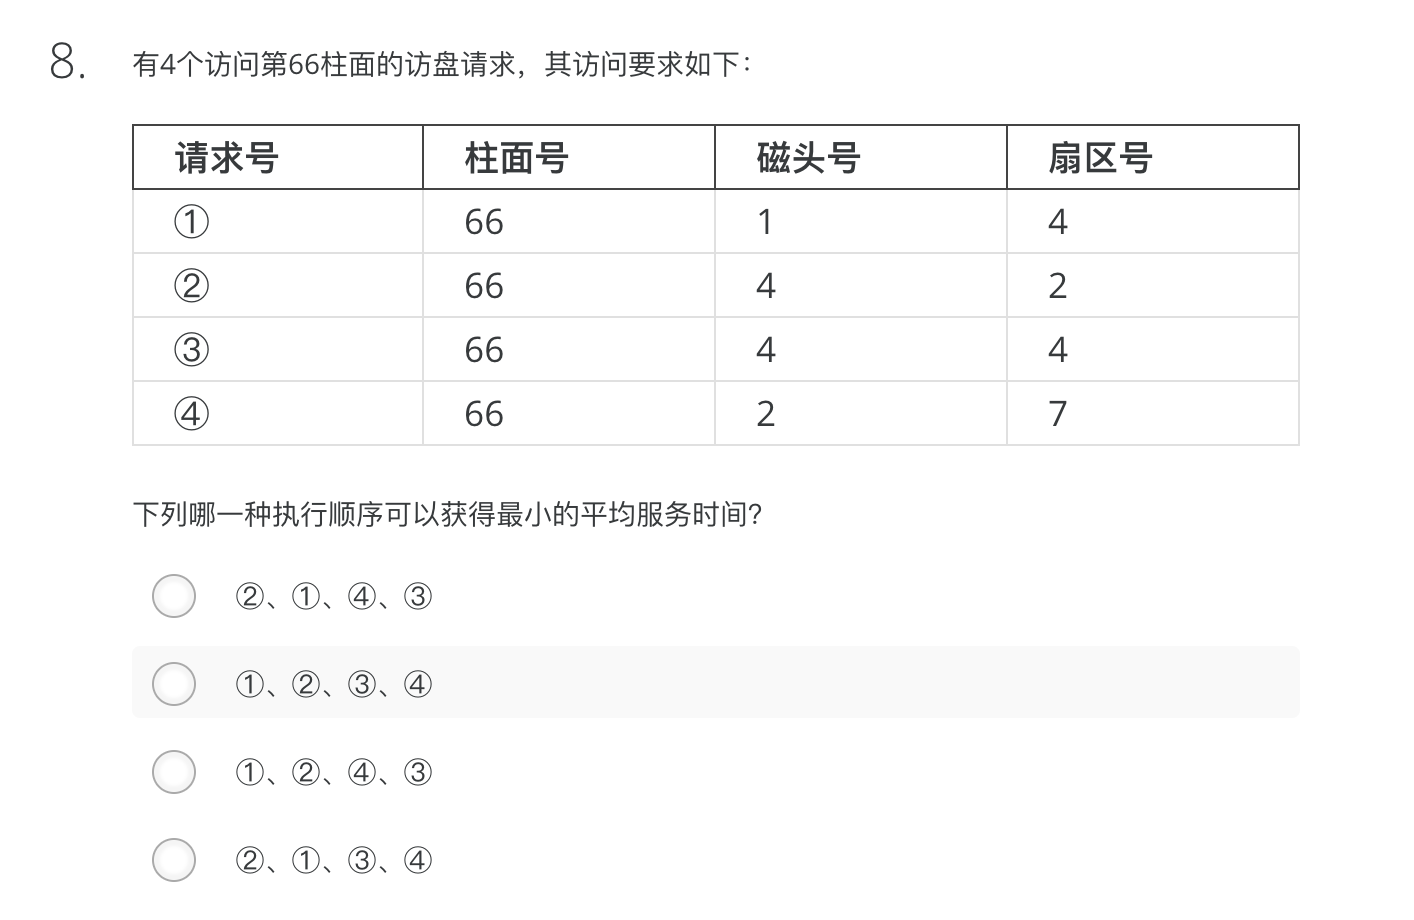 8. 有4个访问第66柱面的访盘请求，其访问要求如下：
请求号 柱面号 磁头号 扇区号
① 66 1 4
② 66 4 2
③ 66 4 4
④ 66 2 7
下列哪一种执行顺序可以获得最小的平均服务时间?
②、①、④、③
①、②、③、④
①、②、④、③
②、①、③、④